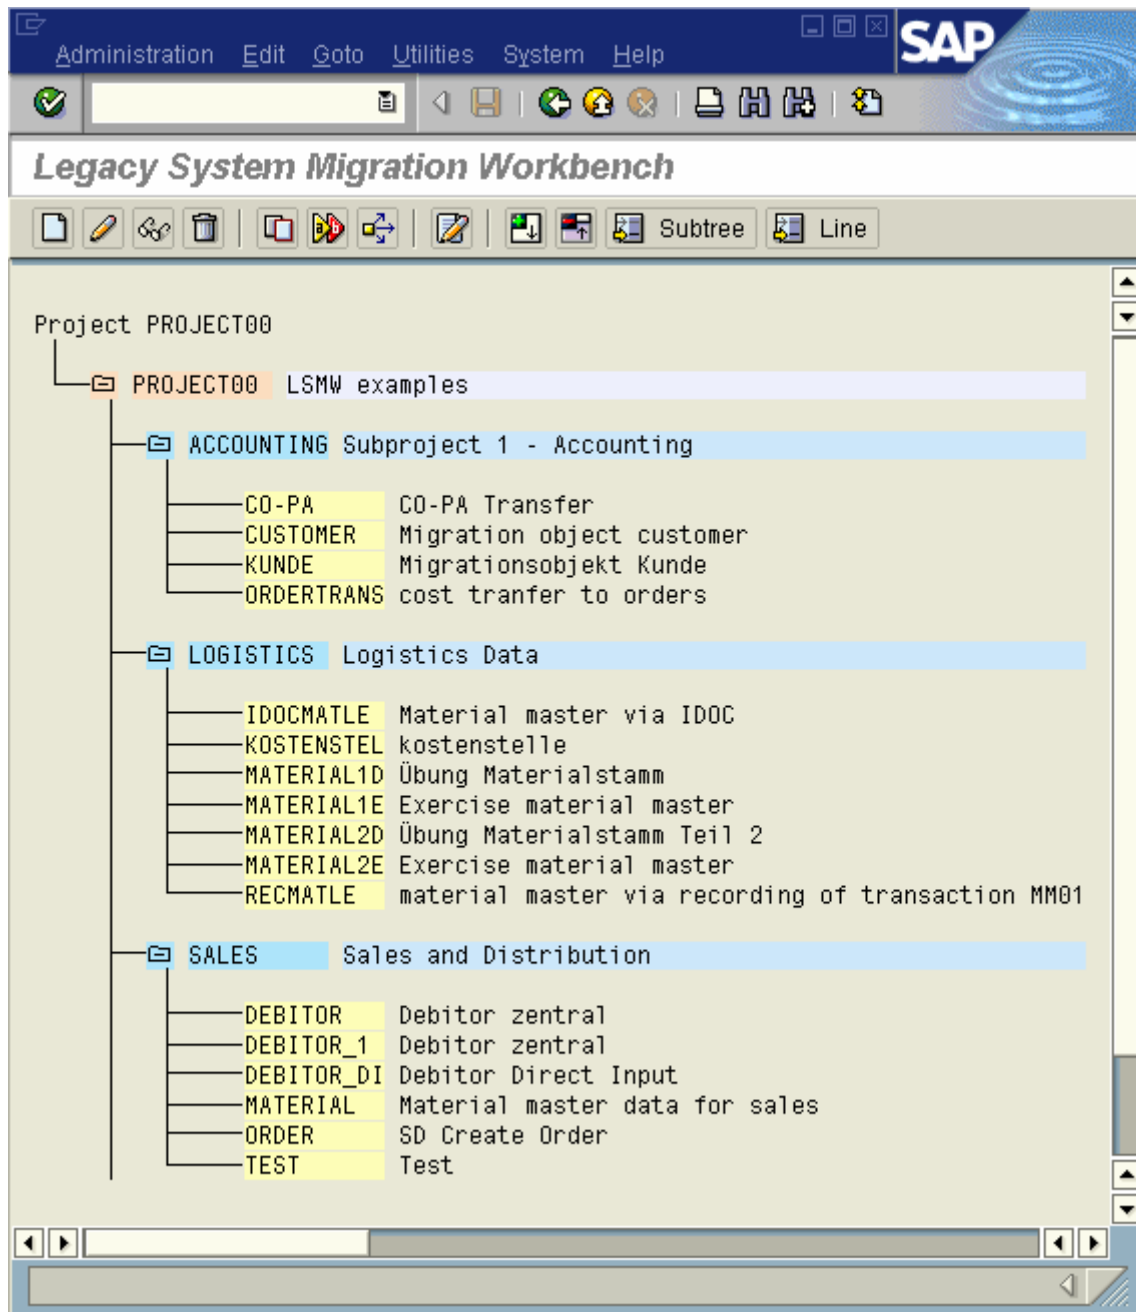 Administration Edit Goto Utilities System Help
SAP
Legacy System Migration Workbench
Subtree Line
Project PROJECT00
PROJECT00 LSMW examples
ACCOUNTING Subproject 1 - Accounting
CO-PA CO-PA Transfer
CUSTOMER Migration object customer
KUNDE Migrationsobjekt Kunde
ORDERTRANS cost tranfer to orders
LOGISTICS Logistics Data
IDOCMATLE Material master via IDOC
KOSTENSTEL kostenstelle
MATERIAL1D Übung Materialstamm
MATERIAL1E Exercise material master
MATERIAL2D Übung Materialstamm Teil 2
MATERIAL2E Exercise material master
RECMATLE material master via recording of transaction MM01
SALES Sales and Distribution
DEBITOR Debitor zentral
DEBITOR_1 Debitor zentral
DEBITOR_DI Debitor Direct Input
MATERIAL Material master data for sales
ORDER SD Create Order
TEST Test